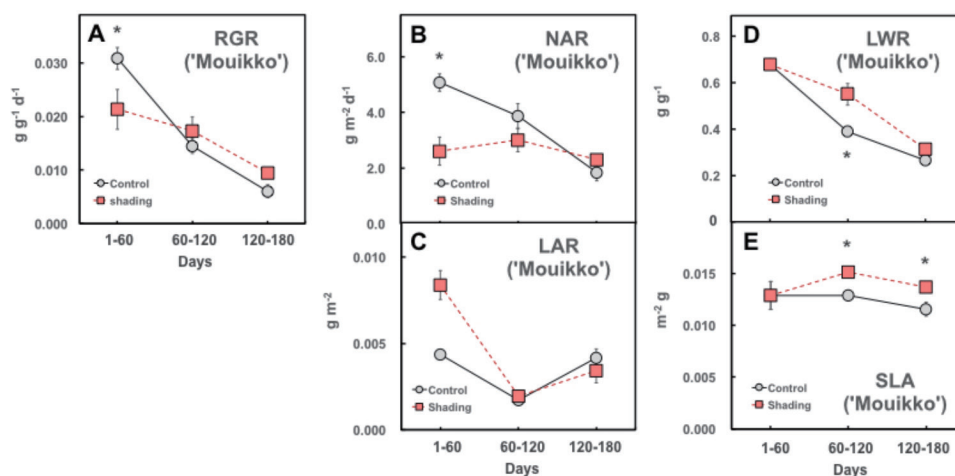 A
RGR
('Mouikko')
*
g g⁻¹ d⁻¹
0.030
0.020
0.010
0.000
Control
shading
1-60
60-120
120-180
Days
B
NAR
('Mouikko')
*
g m⁻² d⁻¹
6.0
4.0
2.0
0.0
Control
Shading
C
LAR
('Mouikko')
g m⁻²
0.010
0.005
0.000
Control
Shading
1-60
60-120
120-180
Days
D
LWR
('Mouikko')
g g⁻¹
0.8
0.6
0.4
0.2
0
*
Control
Shading
E
*
*
m⁻² g
0.015
0.010
0.005
0.000
Control
Shading
SLA
('Mouikko')
1-60
60-120
120-180
Days